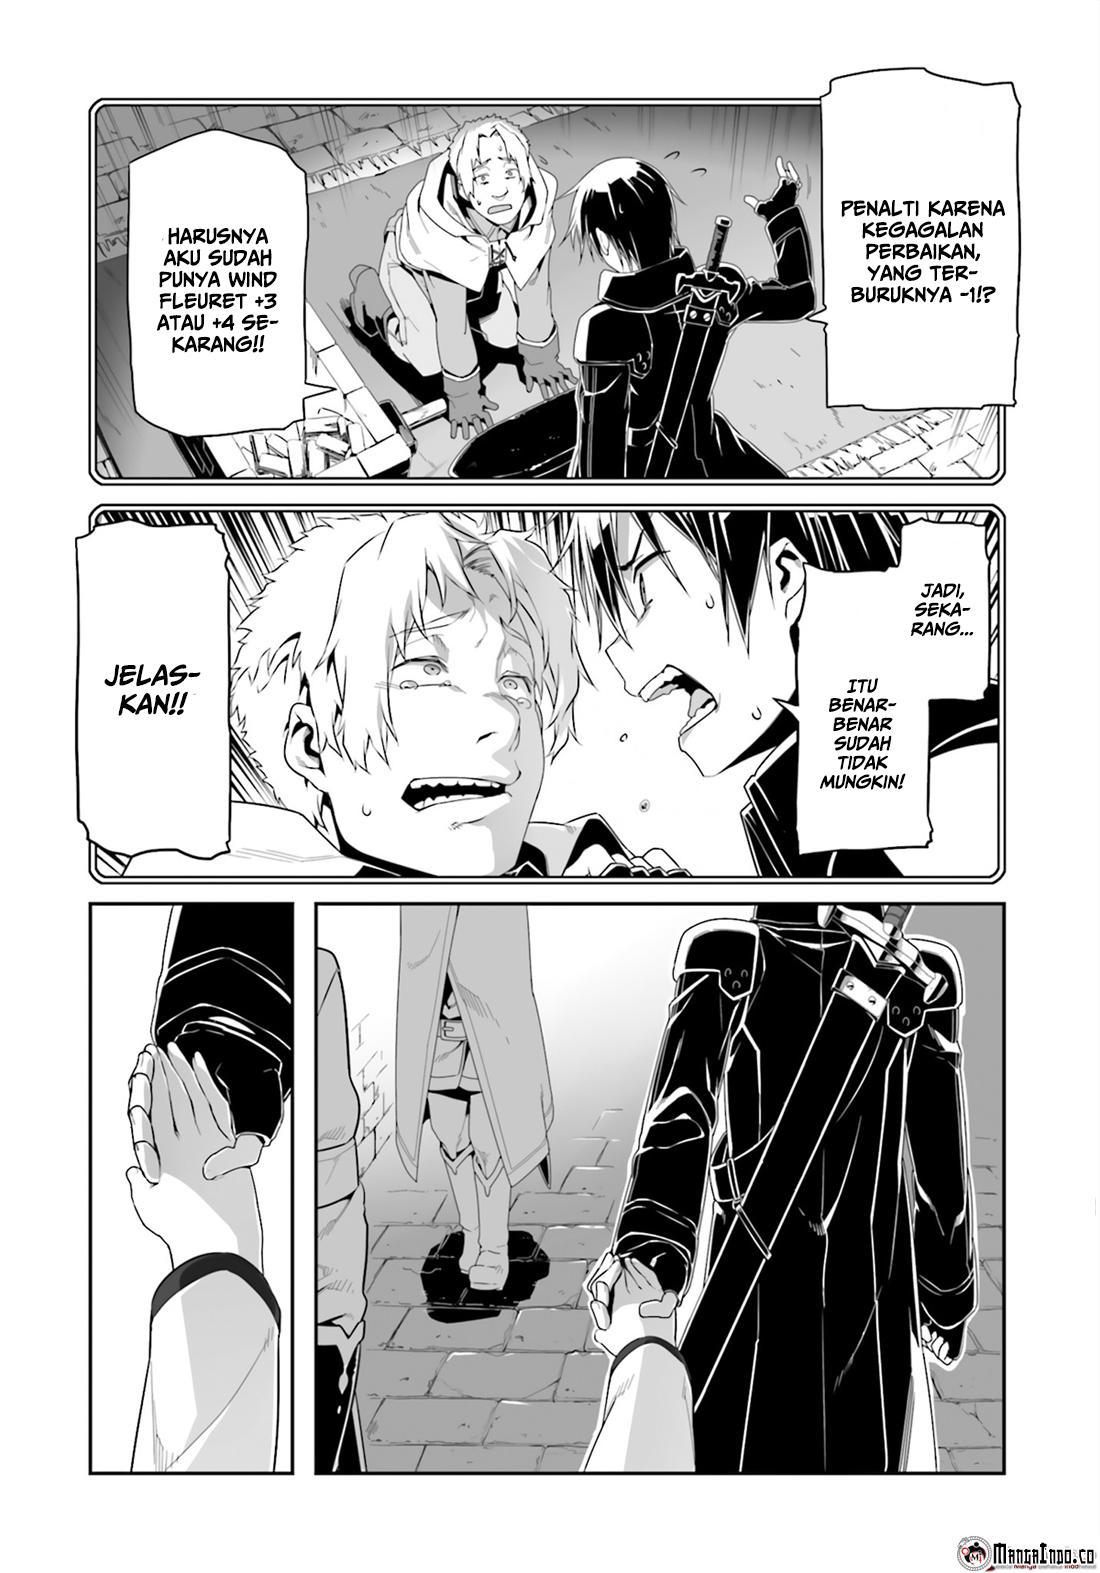 PENALTI KARENA
KEGAGALAN
PERBAIKAN,
YANG TER-
BURUKNYA -1!?
HARUSNYA
AKU SUDAH
PUNYA WIND
FLEURET +3
ATAU +4 SE-
KARANG!!
JADI,
SEKA-
RANG...
ITU
BENAR-
BENAR
SUDAH
TIDAK
MUNGKIN!
JELAS-
KAN!!
MANGAINDO.CO